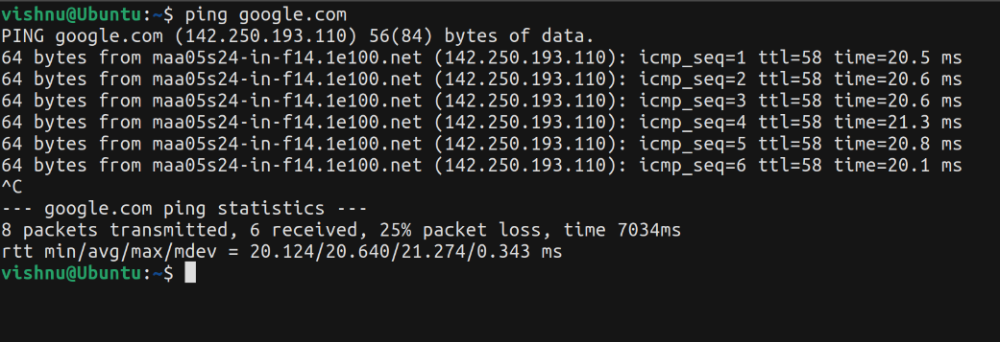 vishnu@Ubuntu:~$ ping google.com
PING google.com (142.250.193.110) 56(84) bytes of data.
64 bytes from maa05s24-in-f14.1e100.net (142.250.193.110): icmp_seq=1 ttl=58 time=20.5 ms
64 bytes from maa05s24-in-f14.1e100.net (142.250.193.110): icmp_seq=2 ttl=58 time=20.6 ms
64 bytes from maa05s24-in-f14.1e100.net (142.250.193.110): icmp_seq=3 ttl=58 time=20.6 ms
64 bytes from maa05s24-in-f14.1e100.net (142.250.193.110): icmp_seq=4 ttl=58 time=21.3 ms
64 bytes from maa05s24-in-f14.1e100.net (142.250.193.110): icmp_seq=5 ttl=58 time=20.8 ms
64 bytes from maa05s24-in-f14.1e100.net (142.250.193.110): icmp_seq=6 ttl=58 time=20.1 ms
^C
--- google.com ping statistics ---
8 packets transmitted, 6 received, 25% packet loss, time 7034ms
rtt min/avg/max/mdev = 20.124/20.640/21.274/0.343 ms
vishnu@Ubuntu:~$